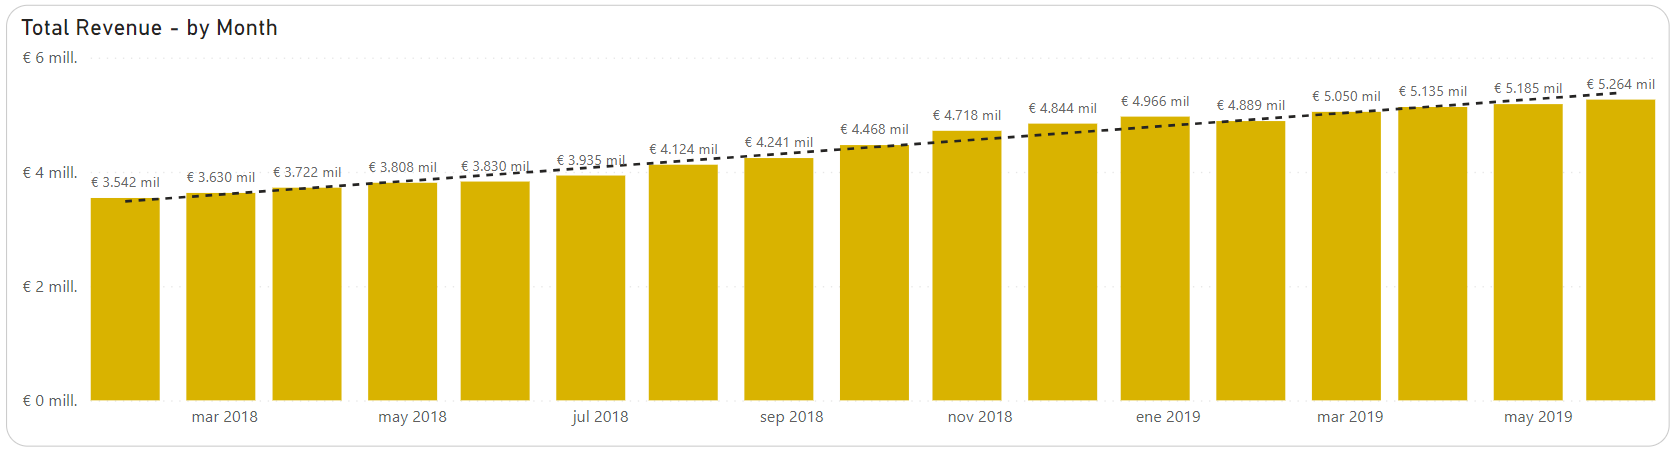 Total Revenue - by Month
€ 6 mill.
€ 4 mill.
€ 2 mill.
€ 0 mill.
€ 3.542 mil
€ 3.630 mil
€ 3.722 mil
€ 3.808 mil
€ 3.830 mil
€ 3.935 mil
€ 4.124 mil
€ 4.241 mil
€ 4.468 mil
€ 4.718 mil
€ 4.844 mil
€ 4.966 mil
€ 4.889 mil
€ 5.050 mil
€ 5.135 mil
€ 5.185 mil
€ 5.264 mil
mar 2018
may 2018
jul 2018
sep 2018
nov 2018
ene 2019
mar 2019
may 2019